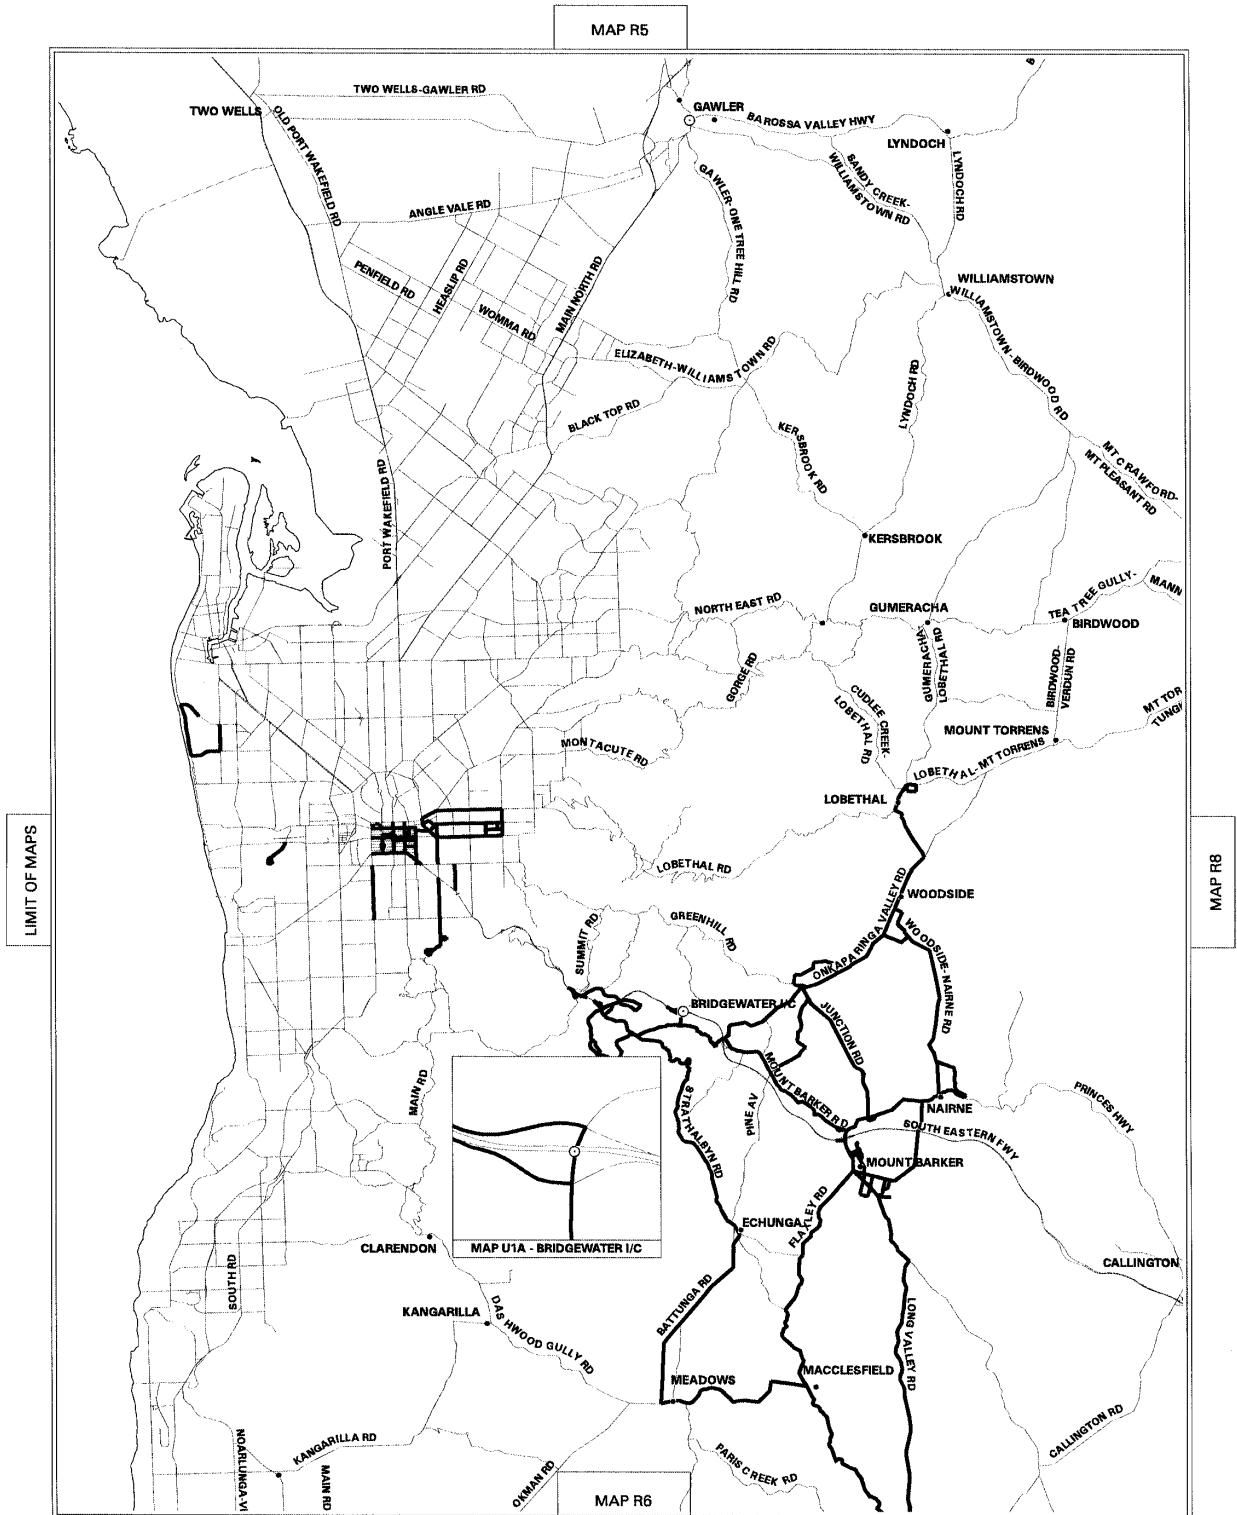 MAP R5
TWO WELLS-GAWLER RD
TWO WELLS
OLD PORT WAKEFIELD RD
GAWLER
BAROSSA VALLEY HWY
LYNDOCH
SANDY CREEK-
WILLIAMSTOWN RD
LYNDOCH RD
GAWLER-ONE TREE HILL RD
ANGLE VALE RD
PENFIELD RD
HEASLIP RD
WOMMA RD
MAIN NORTH RD
WILLIAMSTOWN
WILLIAMSTOWN-BIRDWOOD RD
ELIZABETH-WILLIAMSTOWN RD
LYNDOCH RD
BLACK TOP RD
KERSBROOK RD
MT CRAWFORD-
MT PLEASANT RD
PORT WAKEFIELD RD
KERSBROOK
NORTH EAST RD
GUMERACHA
TEA TREE GULLY-
MANN
BIRDWOOD
GUMERACHA
LOBETHAL RD
BIRDWOOD-
VERDUN RD
GORGE RD
CUDLEE CREEK-
LOBETHAL RD
MT TOR
TUNG
MONTACUTE RD
MOUNT TORRENS
LOBETHAL-MT TORRENS
LOBETHAL
LIMIT OF MAPS
MAP R8
LOBETHAL RD
WOODSIDE
ONKAPARINGA VALLEY RD
GREENHILL RD
SUMMIT RD
WOODSIDE-NAIRNE RD
BRIDGEWATER I/C
JUNCTION RD
MOUNT BARKER RD
MAIN RD
STRATHALBYN RD
PINE AV
NAIRNE
PRINCES HWY
SOUTH EASTERN FWY
MOUNT BARKER
ECHUNGA
FLAXLEY RD
CLARENDON
MAP U1A - BRIDGEWATER I/C
CALLINGTON
SOUTH RD
KANGARILLA
DASHWOOD GULLY RD
BATTUNGA RD
LONG VALLEY RD
MEADOWS
MACCLESFIELD
CALLINGTON RD
KANGARILLA RD
NOARLUNGA-VI
MAIN RD
OKMAN RD
PARIS CREEK RD
MAP R6